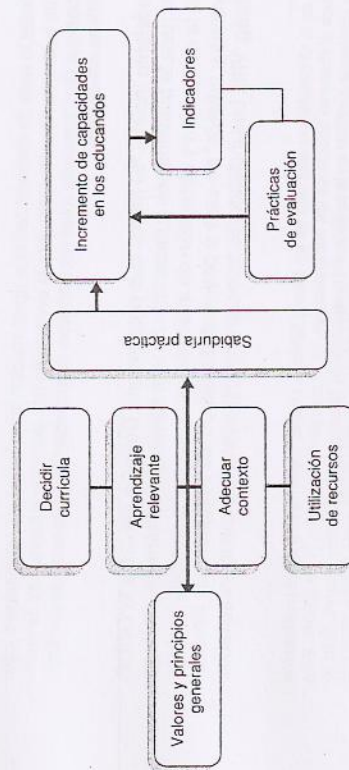 Valores y principios
generales
Decidir
currícula
Aprendizaje
relevante
Adecuar
contexto
Utilización
de recursos
Sabiduría práctica
Incremento de capacidades
en los educandos
Indicadores
Prácticas
de evaluación